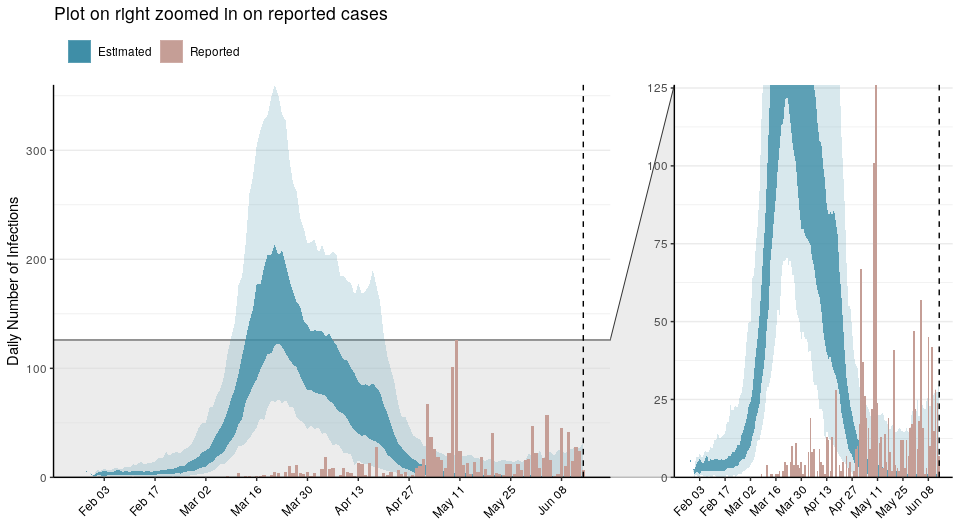 Plot on right zoomed in on reported cases
Estimated
Reported
Daily Number of Infections
300
200
100
0
Feb 03
Feb 17
Mar 02
Mar 16
Mar 30
Apr 13
Apr 27
May 11
May 25
Jun 08
125
100
75
50
25
0
Feb 03
Feb 17
Mar 02
Mar 16
Mar 30
Apr 13
Apr 27
May 11
May 25
Jun 08